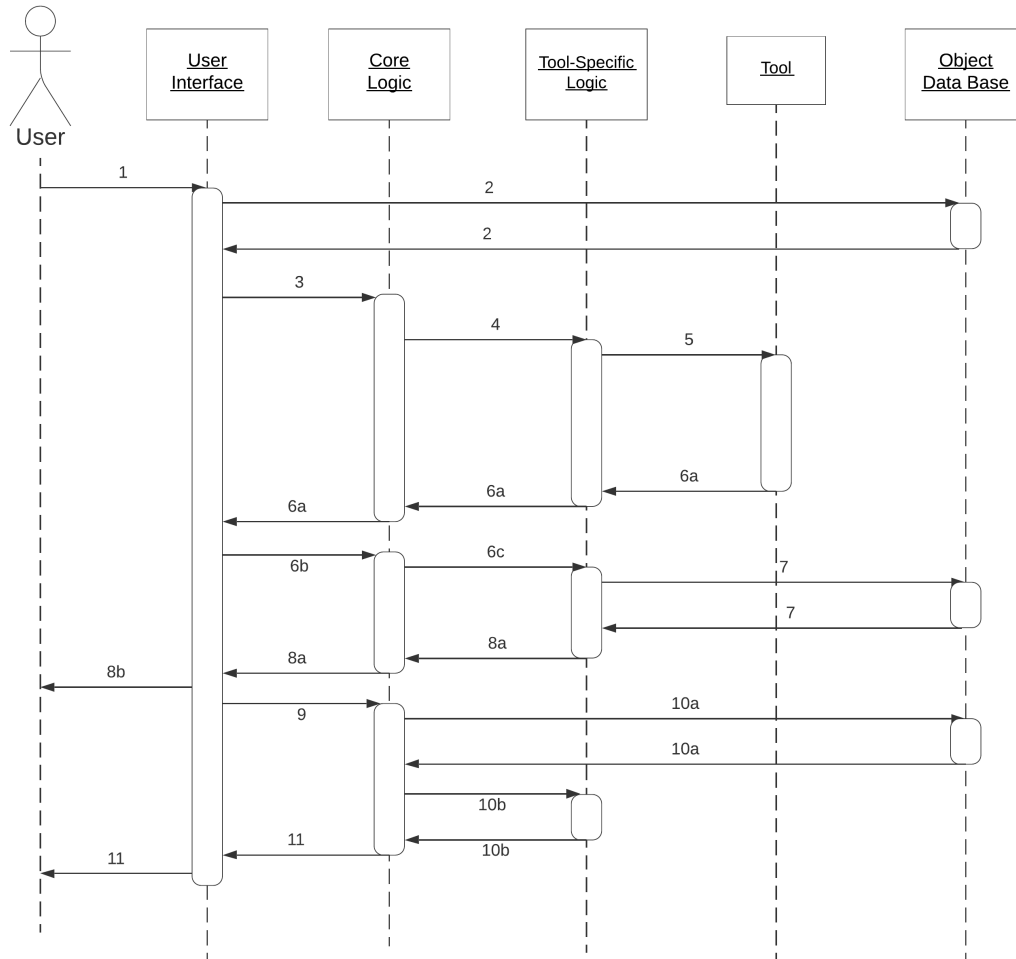 User
Interface
Core
Logic
Tool-Specific
Logic
Tool
Object
Data Base
User
1
2
2
3
4
5
6a
6a
6a
6b
6c
7
7
8a
8a
8b
9
10a
10a
10b
10b
11
11